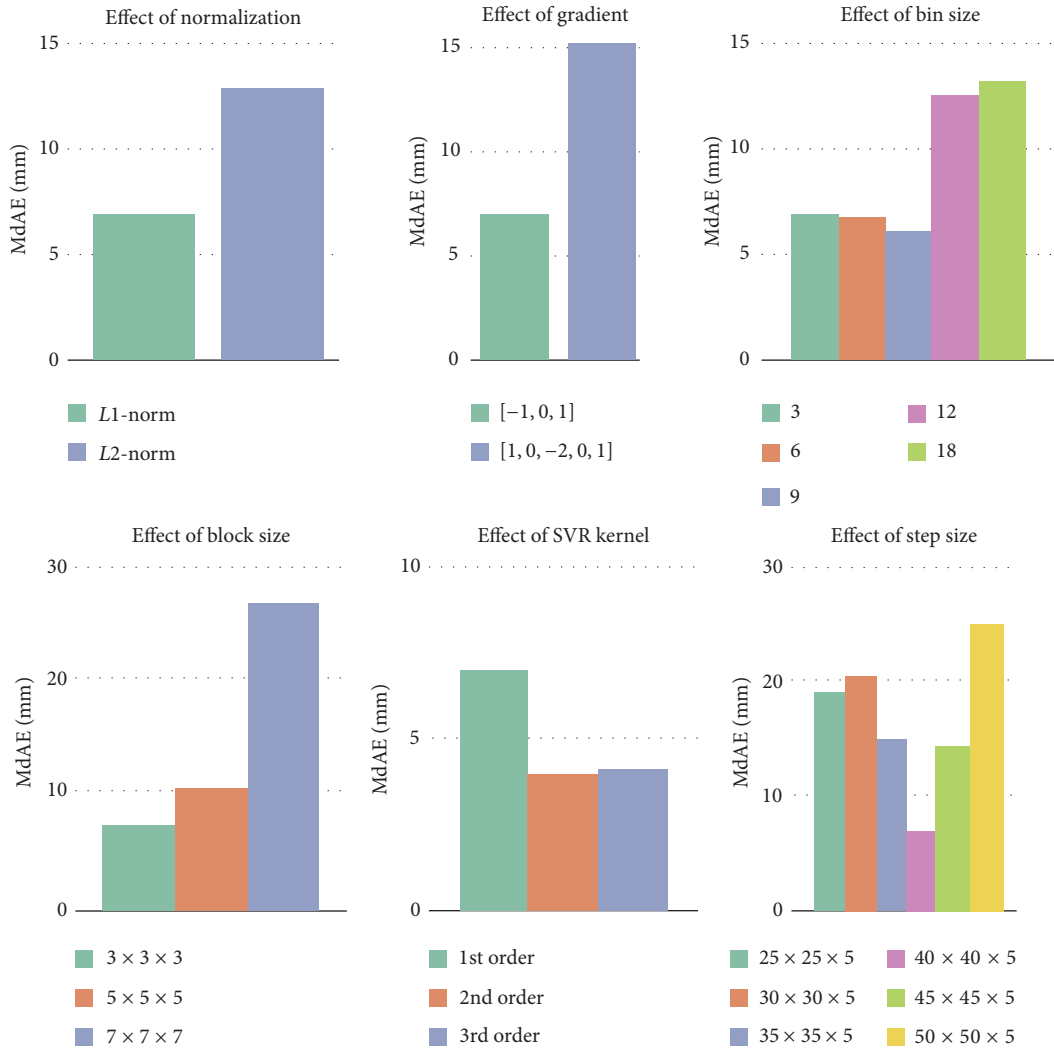 Effect of normalization
15
10
5
0
MdAE (mm)
L1-norm
L2-norm
Effect of gradient
15
10
5
0
MdAE (mm)
[−1, 0, 1]
[1, 0, −2, 0, 1]
Effect of bin size
15
10
5
0
MdAE (mm)
3
6
9
12
18
Effect of block size
30
20
10
0
MdAE (mm)
3 × 3 × 3
5 × 5 × 5
7 × 7 × 7
Effect of SVR kernel
10
5
0
MdAE (mm)
1st order
2nd order
3rd order
Effect of step size
30
20
10
0
MdAE (mm)
25 × 25 × 5
30 × 30 × 5
35 × 35 × 5
40 × 40 × 5
45 × 45 × 5
50 × 50 × 5